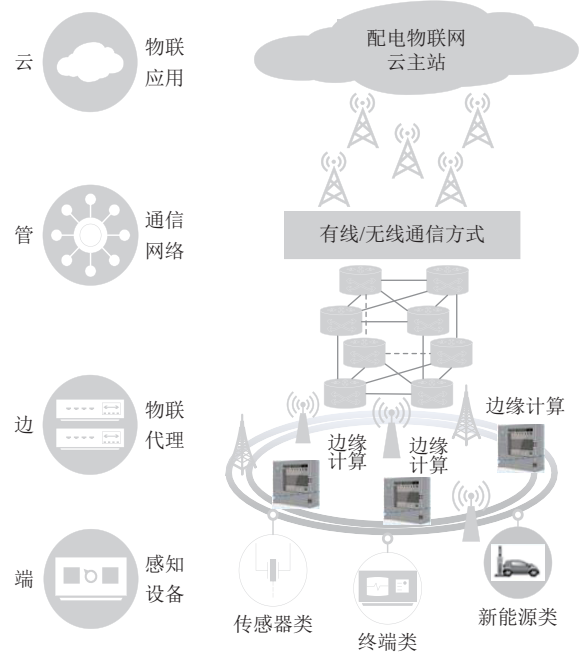 云
物联
应用
配电物联网
云主站
管
通信
网络
有线/无线通信方式
边
物联
代理
边缘计算
边缘
计算
边缘
计算
端
感知
设备
传感器类
终端类
新能源类